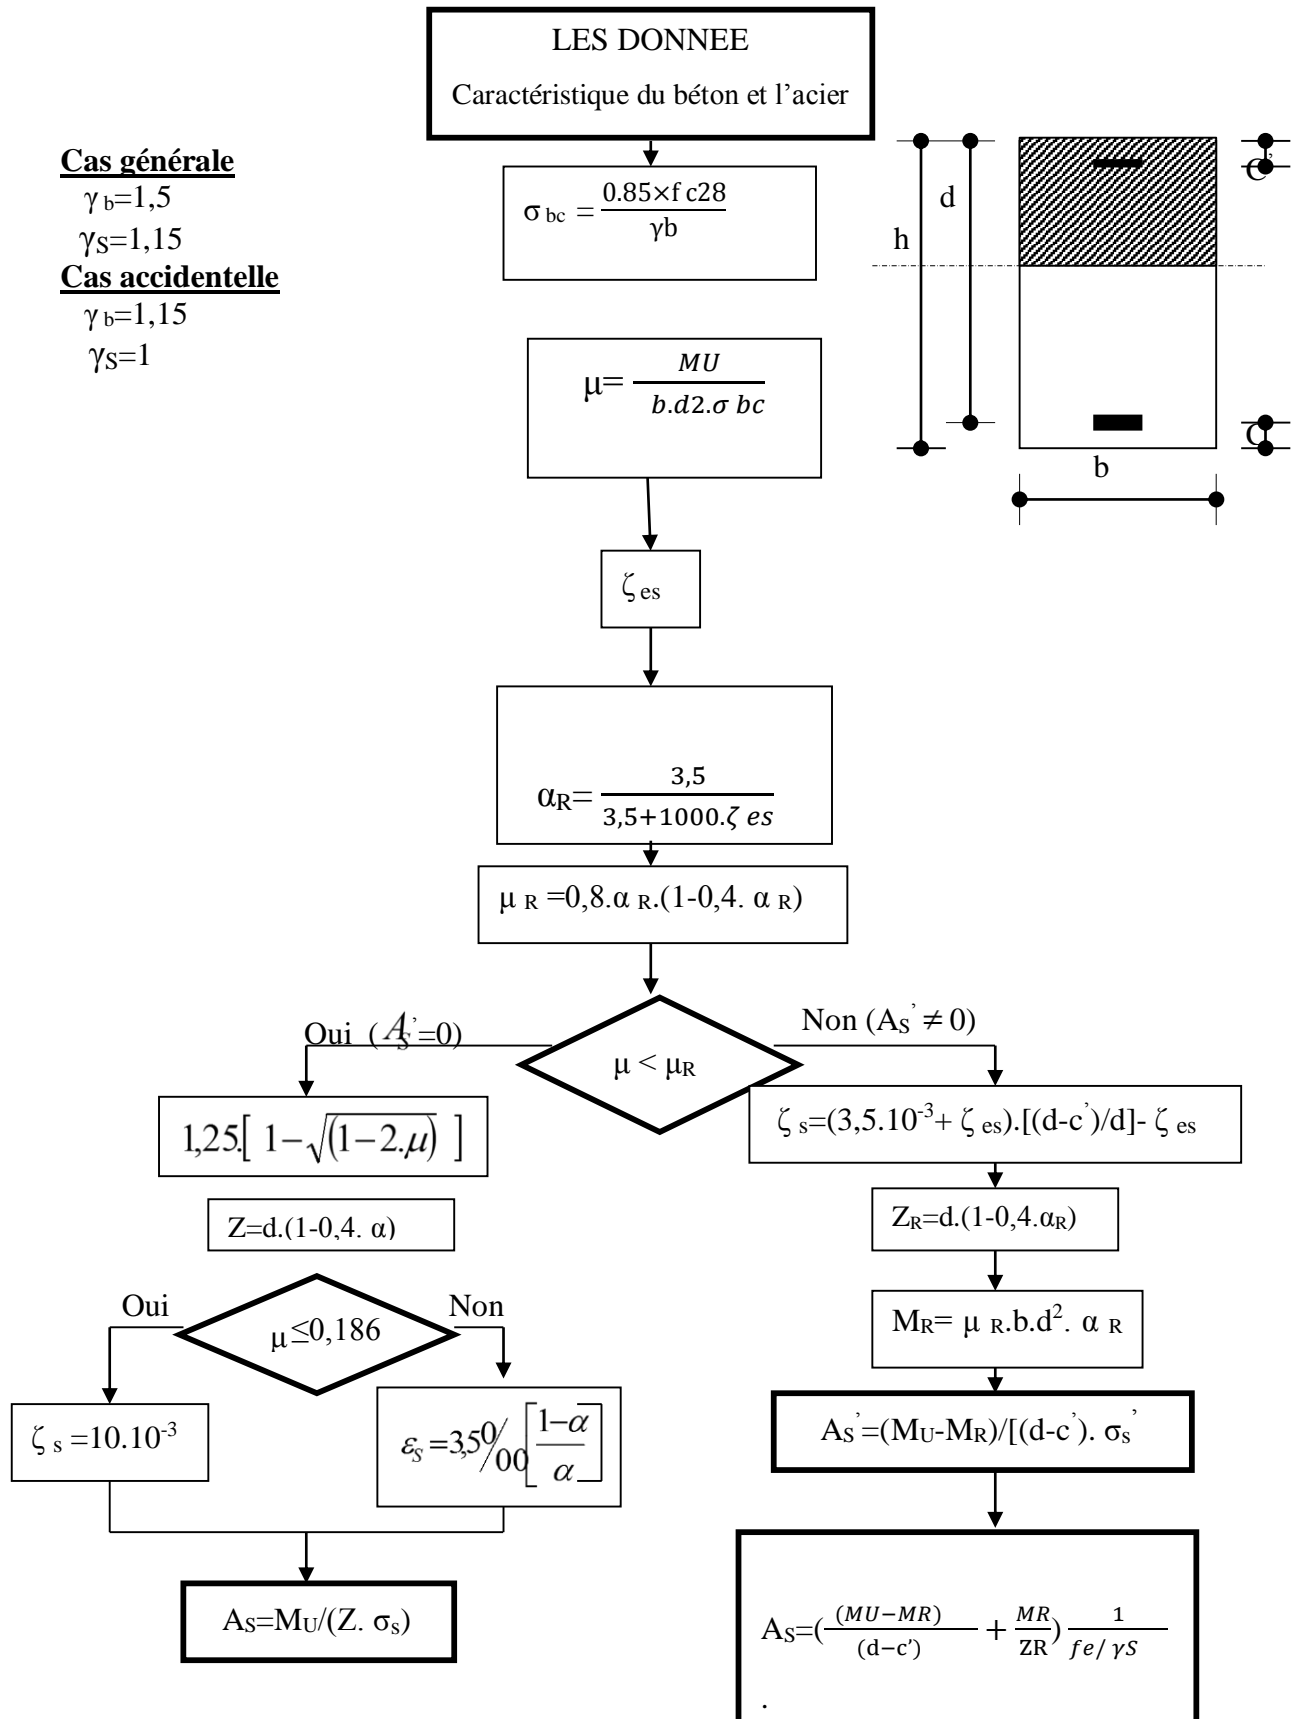 LES DONNEE
Caractéristique du béton et l'acier
Cas générale
γ b=1,5
γS=1,15
Cas accidentelle
γ b=1,15
γS=1
σ bc = 0.85×f c28 / γb
h
d
C'
C
b
μ= MU / b.d2.σ bc
ζ es
αR= 3,5 / 3,5+1000.ζ es
μ R =0,8.α R.(1-0,4. α R)
Oui (AS'=0)
μ < μR
Non (AS' ≠ 0)
1,25.[ 1-√(1-2.μ) ]
Z=d.(1-0,4. α)
Oui
μ≤0,186
Non
ζ s =10.10-3
εS =3,50/00[1-α / α]
AS=MU/(Z. σs)
ζ s=(3,5.10-3+ ζ es).[(d-c')/d]- ζ es
ZR=d.(1-0,4.αR)
MR= μ R.b.d2. α R
AS'=(MU-MR)/[(d-c'). σs'
AS=( (MU−MR) / (d−c') + MR / ZR ) 1 / fe/ γS
.